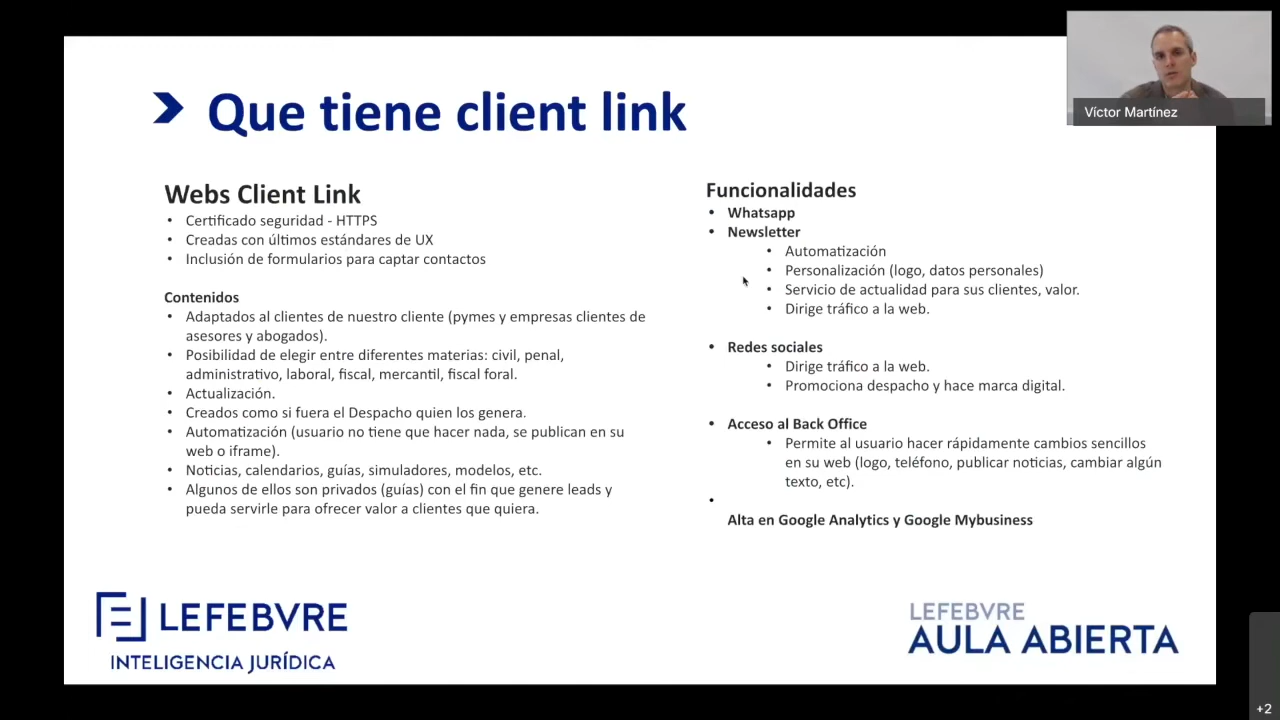 Que tiene client link
Víctor Martínez
Webs Client Link
• Certificado seguridad - HTTPS
• Creadas con últimos estándares de UX
• Inclusión de formularios para captar contactos
Contenidos
• Adaptados al clientes de nuestro cliente (pymes y empresas clientes de
asesores y abogados).
• Posibilidad de elegir entre diferentes materias: civil, penal,
administrativo, laboral, fiscal, mercantil, fiscal foral.
• Actualización.
• Creados como si fuera el Despacho quien los genera.
• Automatización (usuario no tiene que hacer nada, se publican en su
web o iframe).
• Noticias, calendarios, guías, simuladores, modelos, etc.
• Algunos de ellos son privados (guías) con el fin que genere leads y
pueda servirle para ofrecer valor a clientes que quiera.
Funcionalidades
• Whatsapp
• Newsletter
• Automatización
• Personalización (logo, datos personales)
• Servicio de actualidad para sus clientes, valor.
• Dirige tráfico a la web.
• Redes sociales
• Dirige tráfico a la web.
• Promociona despacho y hace marca digital.
• Acceso al Back Office
• Permite al usuario hacer rápidamente cambios sencillos
en su web (logo, teléfono, publicar noticias, cambiar algún
texto, etc).
•
Alta en Google Analytics y Google Mybusiness
LEFEBVRE
INTELIGENCIA JURÍDICA
LEFEBVRE
AULA ABIERTA
+2